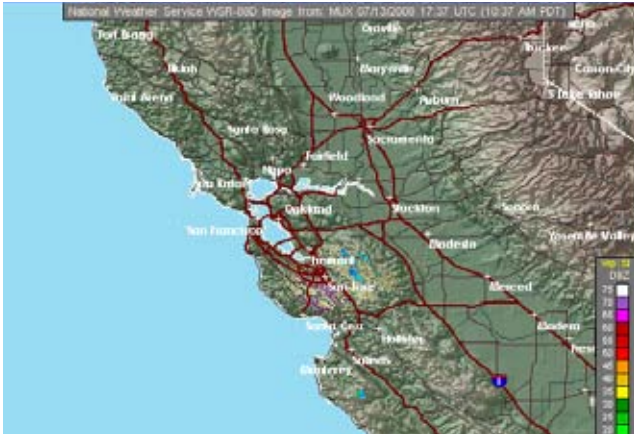 National Weather Service WSR-88D Image from: MUX 07/13/2008 17:37 UTC (10:37 AM PDT)
Fort Bragg
Oroville
Truckee
Ukiah
Marysville
Carson City
S Lake Tahoe
Point Arena
Woodland
Auburn
Santa Rosa
Sacramento
Napa
Fairfield
San Rafael
Oakland
Stockton
Sonora
San Francisco
Modesto
Yosemite Valley
Fremont
San Jose
Merced
DBZ
75
70
65
60
55
50
45
40
35
30
25
20
Santa Cruz
Hollister
Madera
Salinas
Monterey